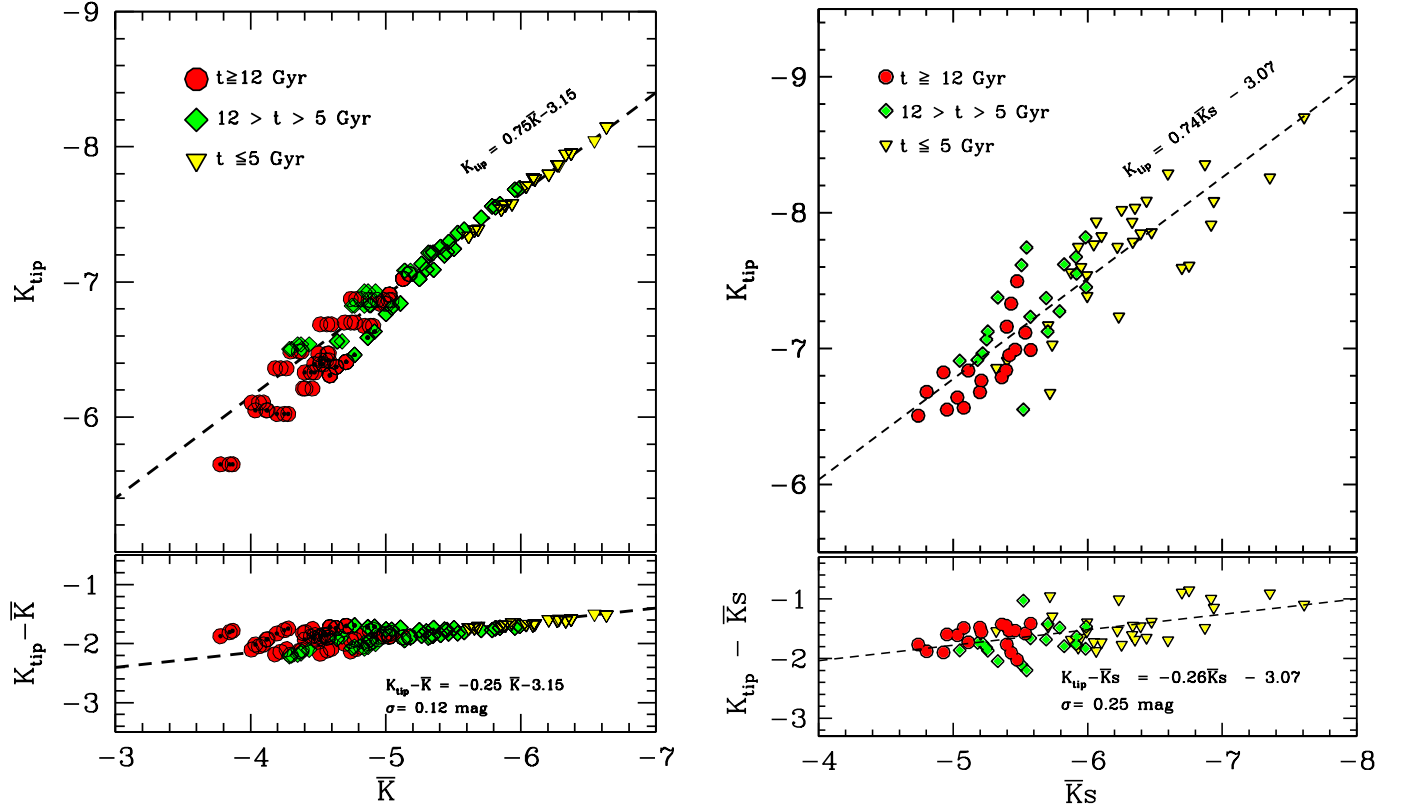 −9
−8
−7
−6
K_tip
t≥12 Gyr
12 > t > 5 Gyr
t ≦5 Gyr
K_tip = 0.75K̅−3.15
−1
−2
−3
K_tip−K̅
K_tip−K̅ = −0.25 K̅−3.15
σ= 0.12 mag
−3 −4 −5 −6 −7
K̅
−9
−8
−7
−6
K_tip
t ≥ 12 Gyr
12 > t > 5 Gyr
t ≤ 5 Gyr
K_tip = 0.74K̅s − 3.07
−1
−2
−3
K_tip − K̅s
K_tip−K̅s = −0.26K̅s − 3.07
σ= 0.25 mag
−4 −5 −6 −7 −8
K̅s